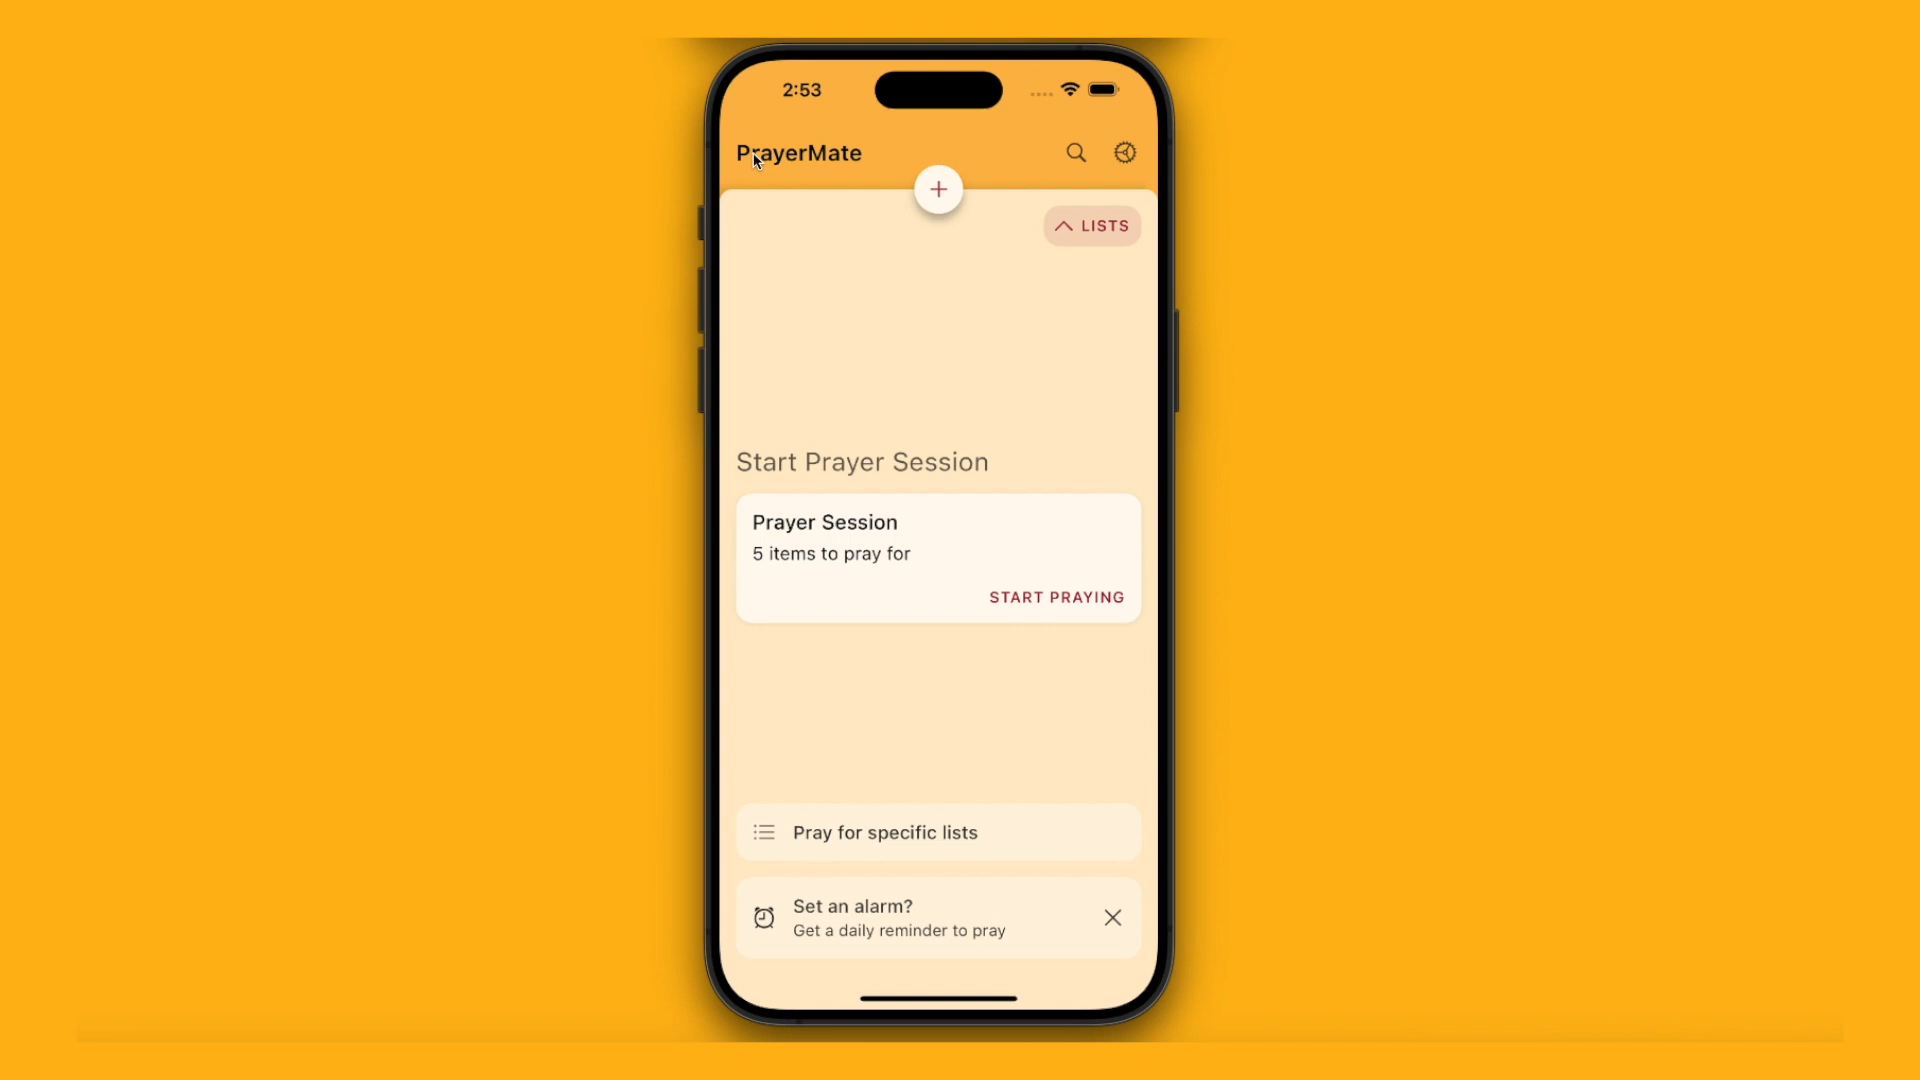 2:53
PrayerMate
LISTS
Start Prayer Session
Prayer Session
5 items to pray for
START PRAYING
Pray for specific lists
Set an alarm?
Get a daily reminder to pray